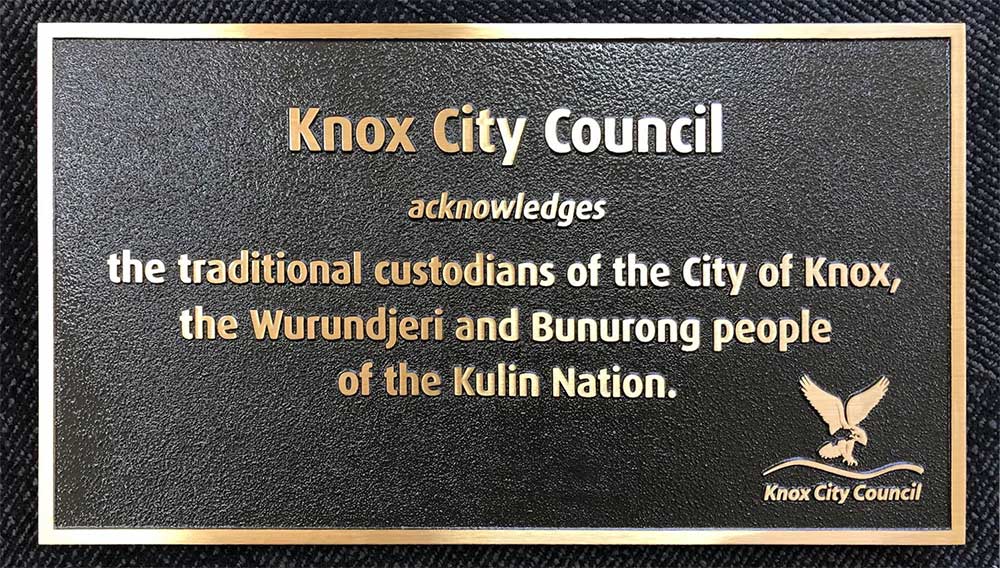 Knox City Council
acknowledges
the traditional custodians of the City of Knox,
the Wurundjeri and Bunurong people
of the Kulin Nation.
Knox City Council